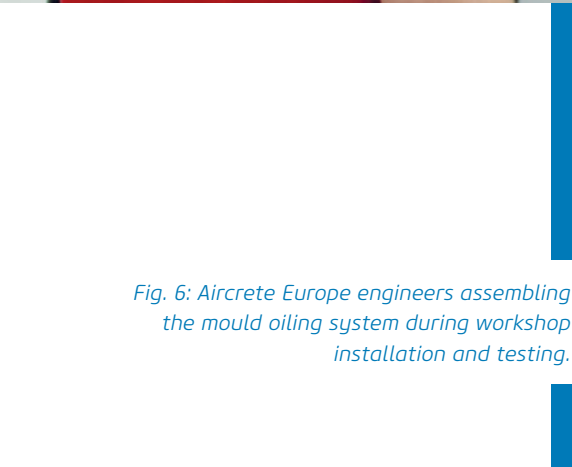 Fig. 6: Aircrete Europe engineers assembling
the mould oiling system during workshop
installation and testing.